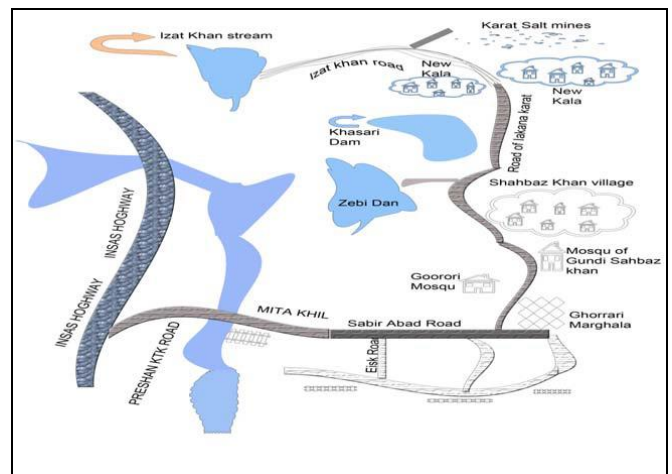 Izat Khan stream
Karat Salt mines
Izat khan road
New
Kala
New
Kala
Road of lakana karat
Khasari
Dam
Zebi Dan
Shahbaz Khan village
INSAS HOGHWAY
INSAS HOGHWAY
Mosqu of
Gundi Sahbaz
khan
Goorori
Mosqu
MITA KHIL
Sabir Abad Road
Ghorrari
Marghala
PRESHAN KTK ROAD
Eisk Road